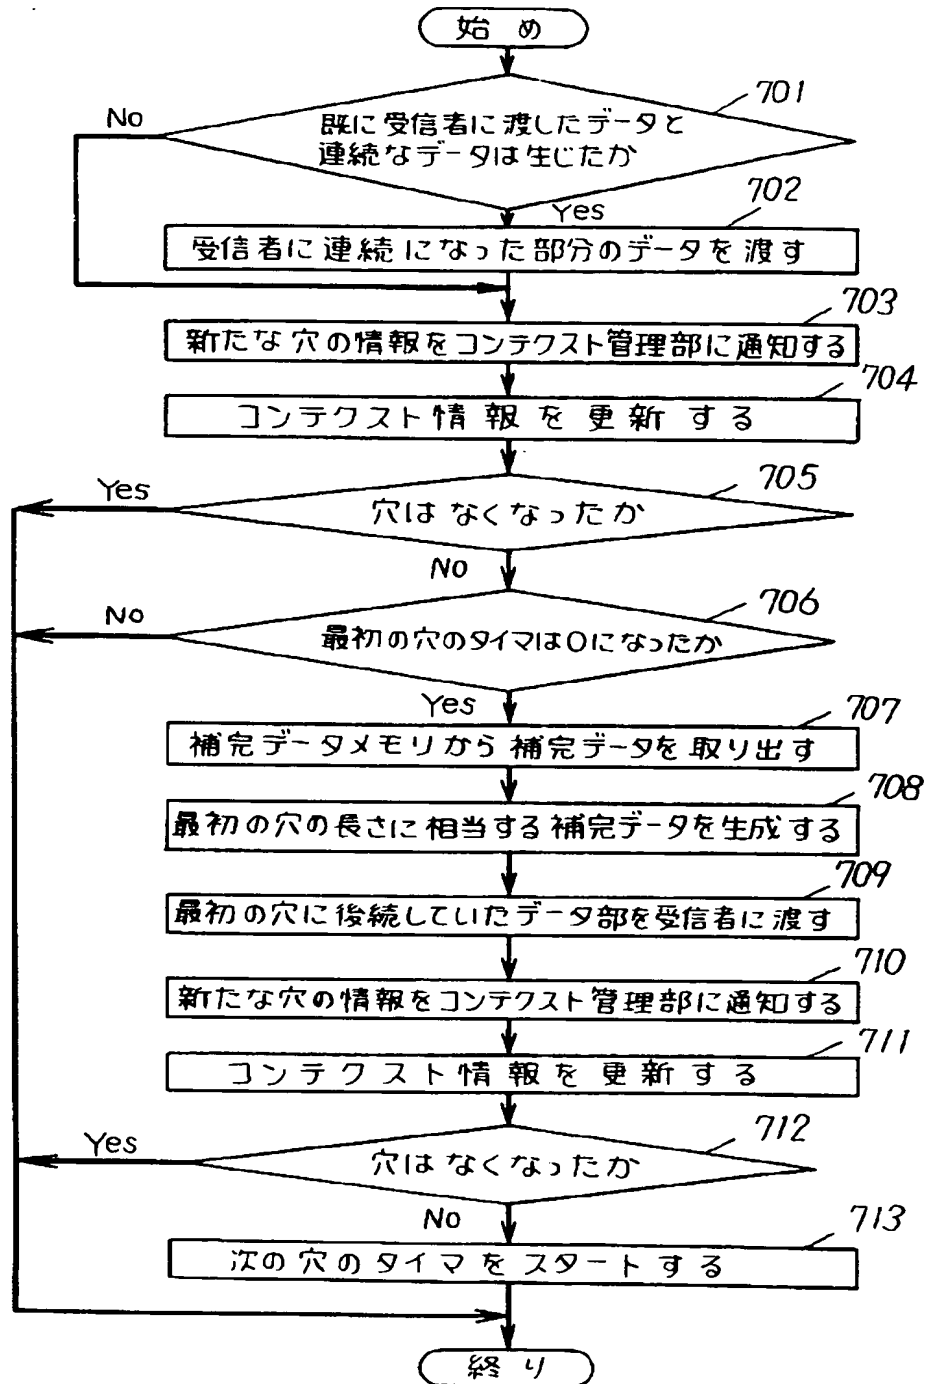 始め
701
No
既に受信者に渡したデータと
連続なデータは生じたか
Yes
702
受信者に連続になった部分のデータを渡す
703
新たな穴の情報をコンテクスト管理部に通知する
704
コンテクスト情報を更新する
705
Yes
穴はなくなったか
No
706
No
最初の穴のタイマは0になったか
Yes
707
補完データメモリから補完データを取り出す
708
最初の穴の長さに相当する補完データを生成する
709
最初の穴に後続していたデータ部を受信者に渡す
710
新たな穴の情報をコンテクスト管理部に通知する
711
コンテクスト情報を更新する
712
Yes
穴はなくなったか
No
713
次の穴のタイマをスタートする
終り